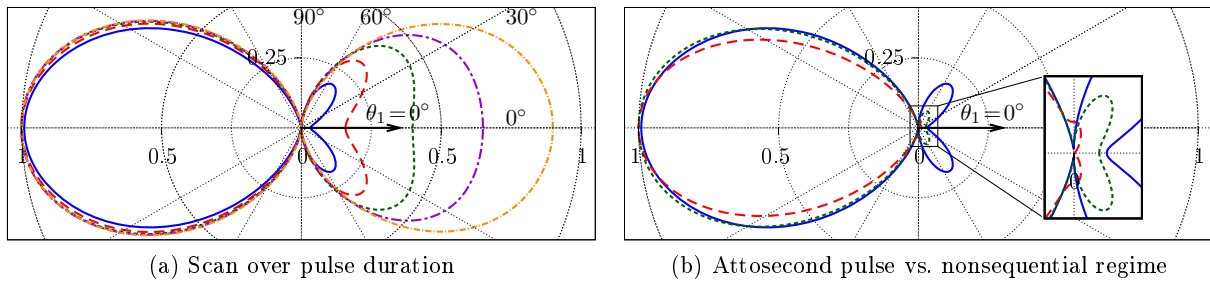 90° 60° 30°
0.25
θ₁=0°
0°
1 0.5 0 0.5
(a) Scan over pulse duration
0.25
θ₁=0°
1 0.5 0 0.5 1
0
(b) Attosecond pulse vs. nonsequential regime